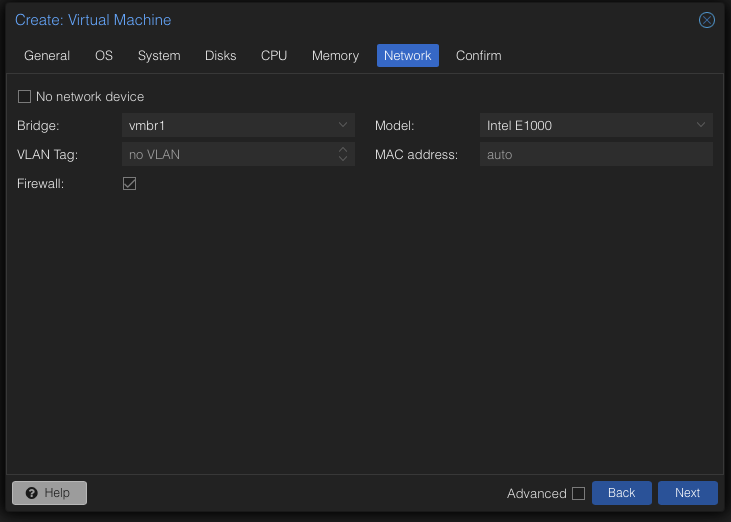 Create: Virtual Machine
General OS System Disks CPU Memory Network Confirm
No network device
Bridge: vmbr1 Model: Intel E1000
VLAN Tag: no VLAN MAC address: auto
Firewall:
Help Advanced Back Next